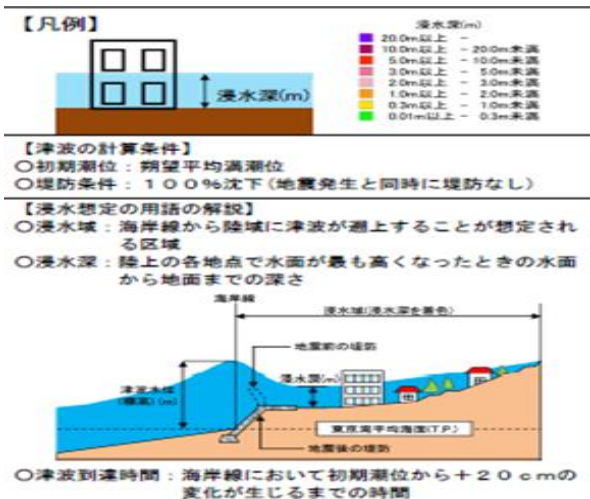 【凡例】
浸水深(m)
浸水深(m)
20.0m以上 -
10.0m以上 - 20.0m未満
5.0m以上 - 10.0m未満
3.0m以上 - 5.0m未満
2.0m以上 - 3.0m未満
1.0m以上 - 2.0m未満
0.3m以上 - 1.0m未満
0.01m以上 - 0.3m未満
【津波の計算条件】
○初期潮位：朔望平均満潮位
○堤防条件：１００％沈下(地震発生と同時に堤防なし)
【浸水想定の用語の解説】
○浸水域：海岸線から陸域に津波が遡上することが想定され
る区域
○浸水深：陸上の各地点で水面が最も高くなったときの水面
から地面までの深さ
海岸線
浸水域(浸水深を着色)
地震前の堤防
浸水深(m)
津波水位
(標高)(m)
東京湾平均海面(T.P.)
地震後の堤防
○津波到達時間：海岸線において初期潮位から＋２０ｃｍの
変化が生じるまでの時間